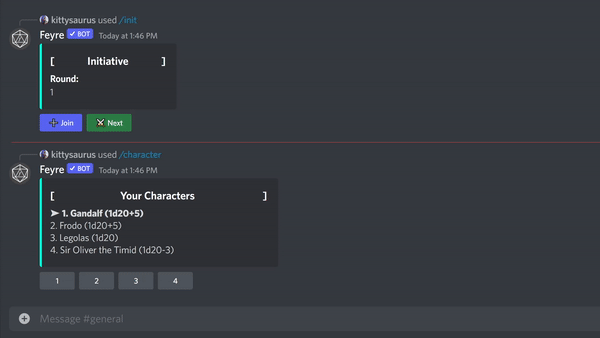 kittysaurus used /init
Feyre ✓ BOT Today at 1:46 PM
[ Initiative ]
Round:
1
Join Next
kittysaurus used /character
Feyre ✓ BOT Today at 1:46 PM
[ Your Characters ]
➤ 1. Gandalf (1d20+5)
2. Frodo (1d20+5)
3. Legolas (1d20)
4. Sir Oliver the Timid (1d20-3)
1 2 3 4
Message #general